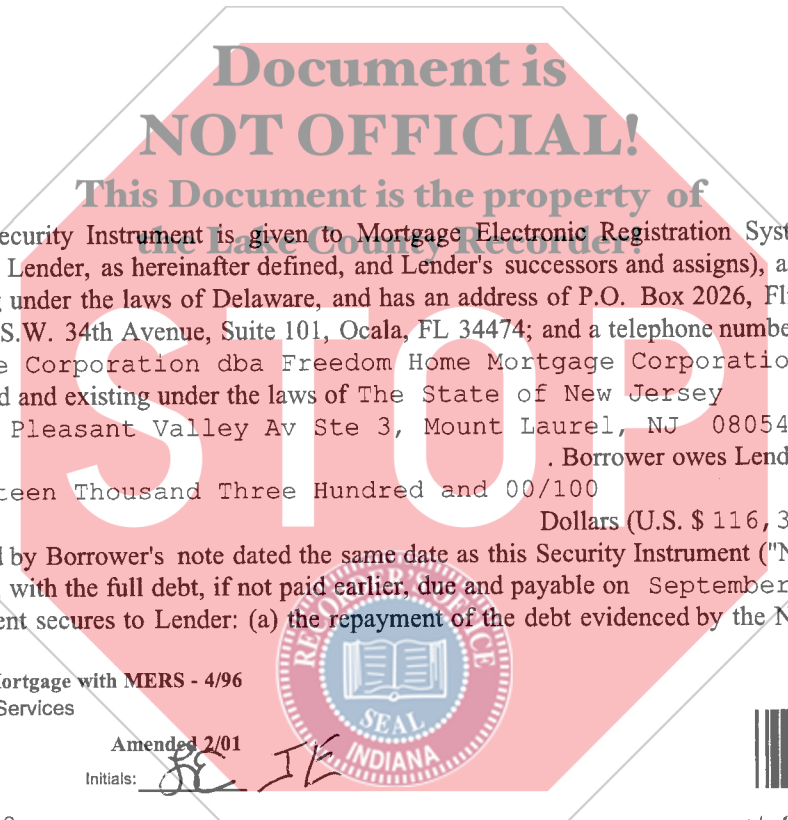 Document is
NOT OFFICIAL!
This Document is the property of
the Lake County Recorder!
ecurity Instrument is given to Mortgage Electronic Registration Syst
Lender, as hereinafter defined, and Lender's successors and assigns), a
under the laws of Delaware, and has an address of P.O. Box 2026, Fl
S.W. 34th Avenue, Suite 101, Ocala, FL 34474; and a telephone numbe
e Corporation dba Freedom Home Mortgage Corporatio
d and existing under the laws of The State of New Jersey
Pleasant Valley Av Ste 3, Mount Laurel, NJ 08054
. Borrower owes Lend
teen Thousand Three Hundred and 00/100
Dollars (U.S. $ 116,3
d by Borrower's note dated the same date as this Security Instrument ("N
with the full debt, if not paid earlier, due and payable on September
ent secures to Lender: (a) the repayment of the debt evidenced by the N
STOP
RECORDER'S OFFICE
SEAL
INDIANA
ortgage with MERS - 4/96
Services
Amended 2/01
Initials: